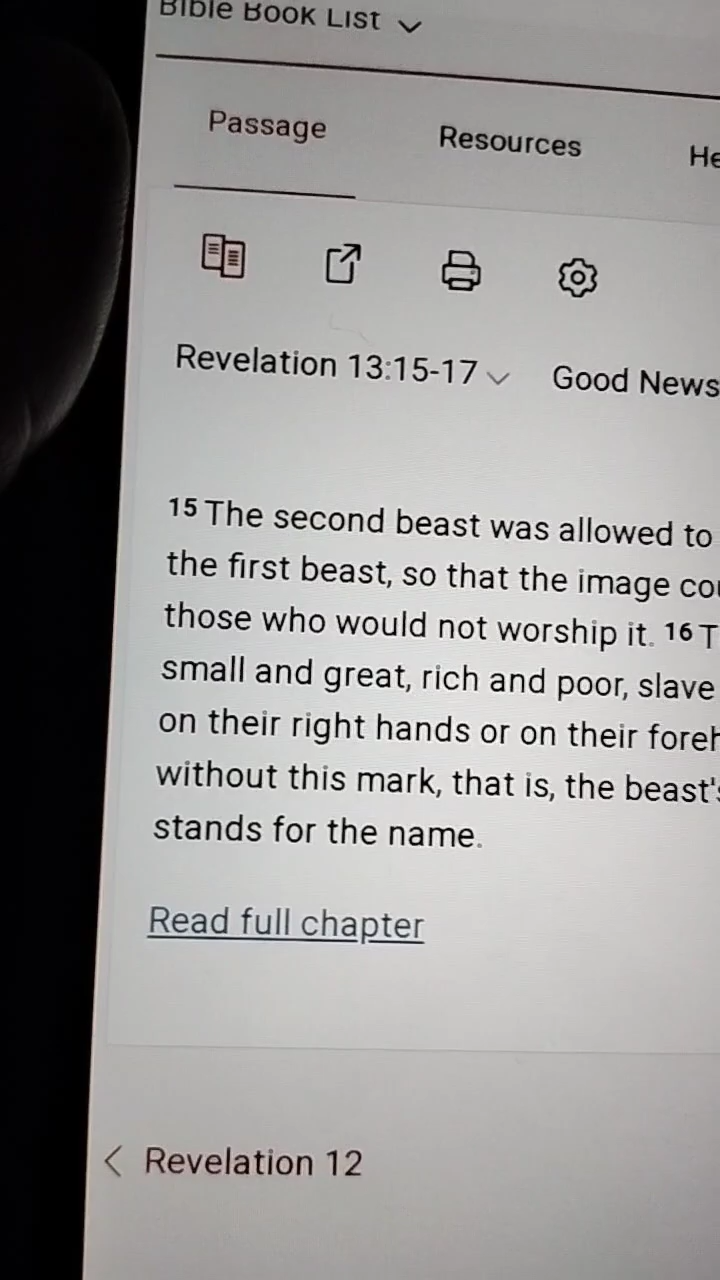 Bible Book List
Passage Resources
Revelation 13:15-17 Good News
15 The second beast was allowed to
the first beast, so that the image
those who would not worship it. 16
small and great, rich and poor, slave
on their right hands or on their
without this mark, that is, the beast's
stands for the name.
Read full chapter
< Revelation 12